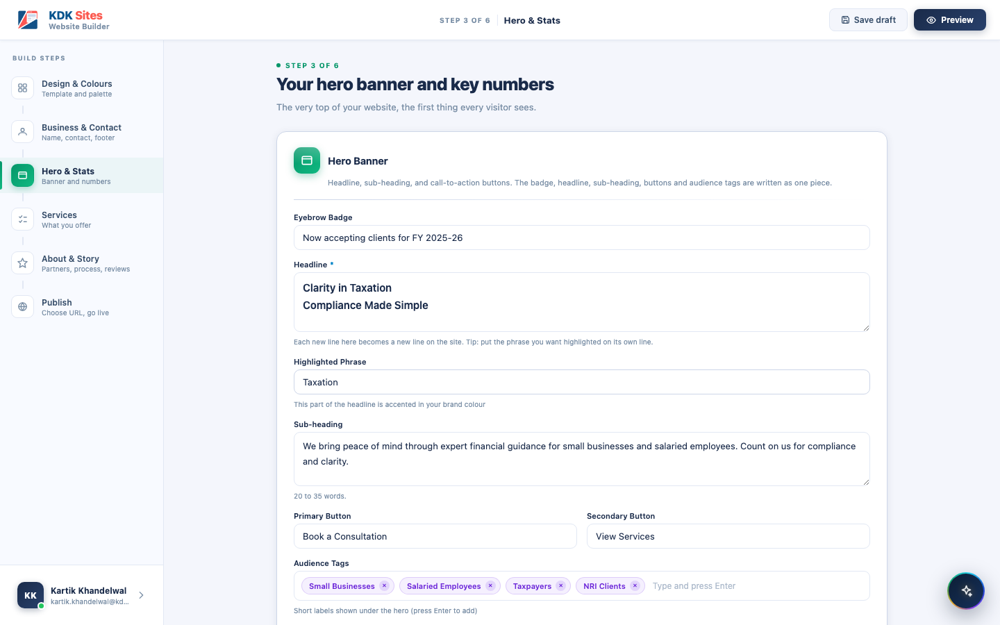 KDK Sites
Website Builder
STEP 3 OF 6
Hero & Stats
Save draft
Preview
BUILD STEPS
Design & Colours
Template and palette
Business & Contact
Name, contact, footer
Hero & Stats
Banner and numbers
Services
What you offer
About & Story
Partners, process, reviews
Publish
Choose URL, go live
KK
Kartik Khandelwal
kartik.khandelwal@kd...
STEP 3 OF 6
Your hero banner and key numbers
The very top of your website, the first thing every visitor sees.
Hero Banner
Headline, sub-heading, and call-to-action buttons. The badge, headline, sub-heading, buttons and audience tags are written as one piece.
Eyebrow Badge
Now accepting clients for FY 2025-26
Headline *
Clarity in Taxation
Compliance Made Simple
Each new line here becomes a new line on the site. Tip: put the phrase you want highlighted on its own line.
Highlighted Phrase
Taxation
This part of the headline is accented in your brand colour
Sub-heading
We bring peace of mind through expert financial guidance for small businesses and salaried employees. Count on us for compliance
and clarity.
20 to 35 words.
Primary Button
Book a Consultation
Secondary Button
View Services
Audience Tags
Small Businesses × Salaried Employees × Taxpayers × NRI Clients × Type and press Enter
Short labels shown under the hero (press Enter to add)